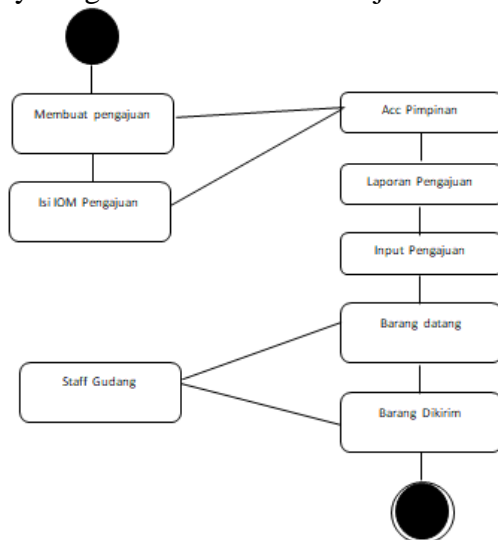 Membuat pengajuan
Acc Pimpinan
Isi IOM Pengajuan
Laporan Pengajuan
Input Pengajuan
Barang datang
Staff Gudang
Barang Dikirim